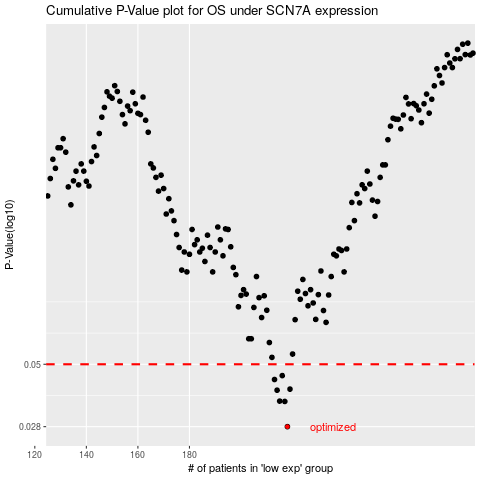 Cumulative P-Value plot for OS under SCN7A expression
P-Value(log10)
0.05
0.028
optimized
120 140 160 180
# of patients in 'low exp' group